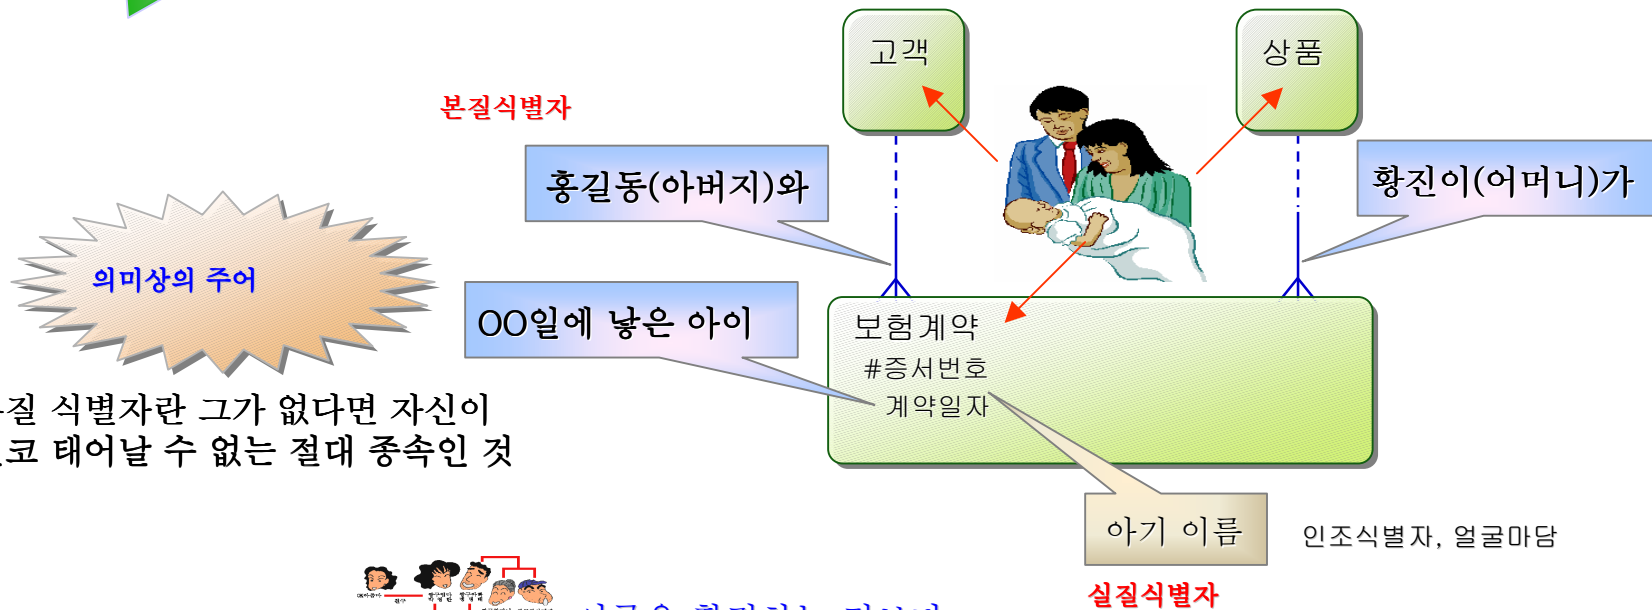 고객
상품
본질식별자
홍길동(아버지)와
황진이(어머니)가
의미상의 주어
OO일에 낳은 아이
보험계약
#증서번호
계약일자
질 식별자란 그가 없다면 자신이
코 태어날 수 없는 절대 종속인 것
아기 이름
인조식별자, 얼굴마담
실질식별자